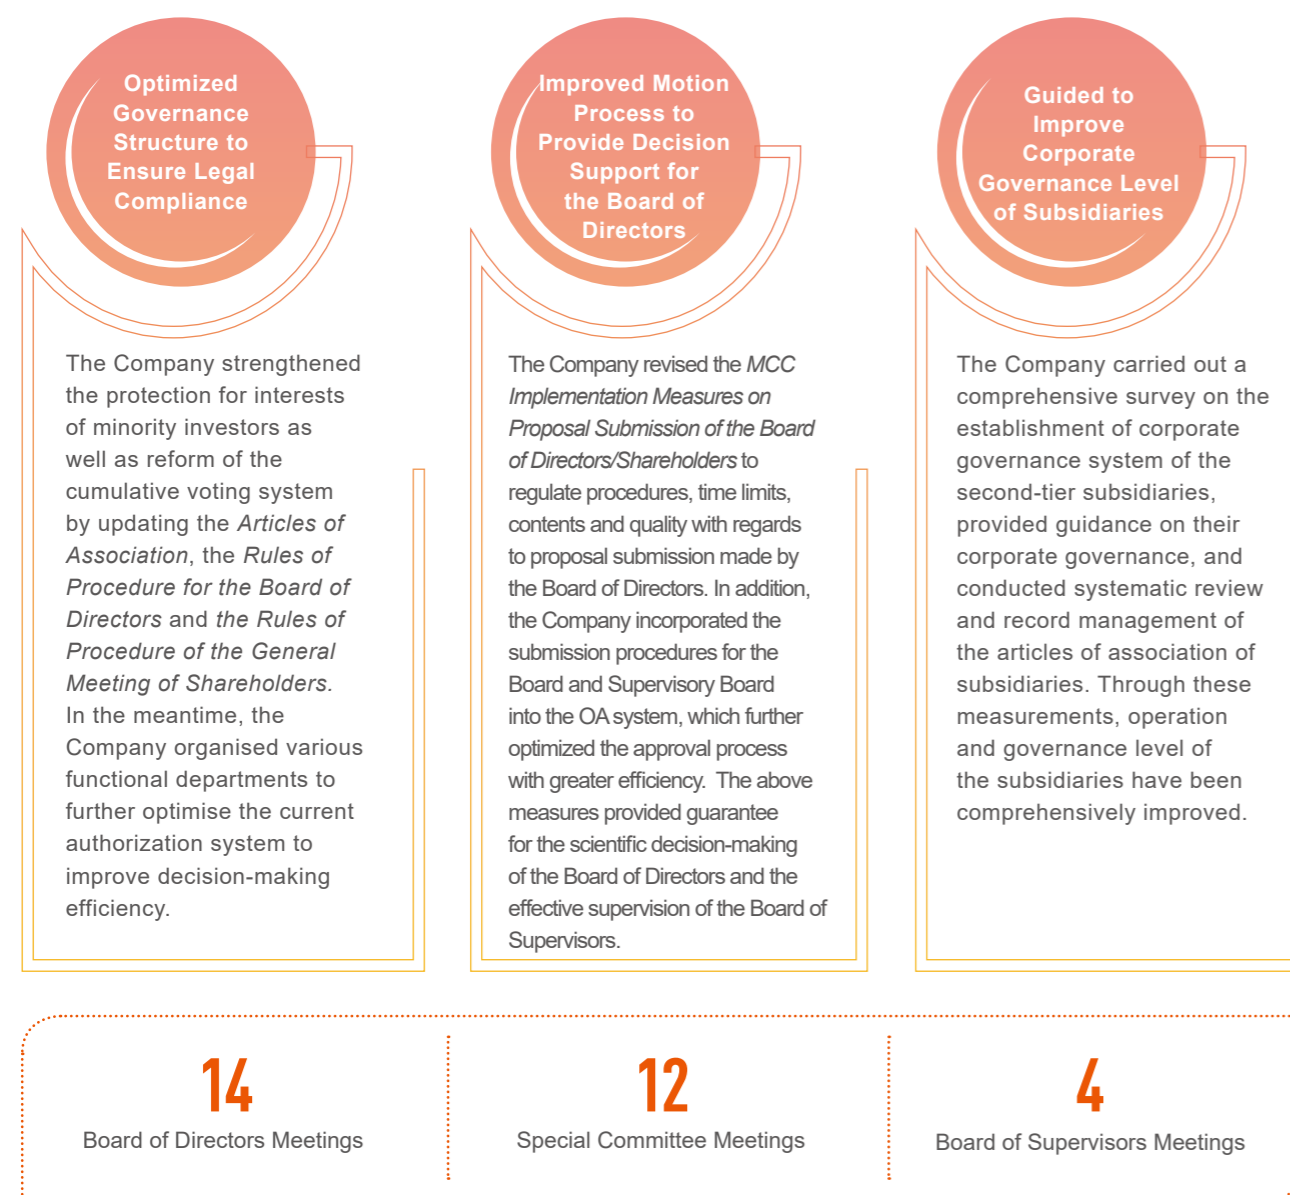 Optimized
Governance
Structure to
Ensure Legal
Compliance
The Company strengthened
the protection for interests
of minority investors as
well as reform of the
cumulative voting system
by updating the Articles of
Association, the Rules of
Procedure for the Board of
Directors and the Rules of
Procedure of the General
Meeting of Shareholders.
In the meantime, the
Company organised various
functional departments to
further optimise the current
authorization system to
improve decision-making
efficiency.
Improved Motion
Process to
Provide Decision
Support for
the Board of
Directors
The Company revised the MCC
Implementation Measures on
Proposal Submission of the Board
of Directors/Shareholders to
regulate procedures, time limits,
contents and quality with regards
to proposal submission made by
the Board of Directors. In addition,
the Company incorporated the
submission procedures for the
Board and Supervisory Board
into the OA system, which further
optimized the approval process
with greater efficiency. The above
measures provided guarantee
for the scientific decision-making
of the Board of Directors and the
effective supervision of the Board of
Supervisors.
Guided to
Improve
Corporate
Governance Level
of Subsidiaries
The Company carried out a
comprehensive survey on the
establishment of corporate
governance system of the
second-tier subsidiaries,
provided guidance on their
corporate governance, and
conducted systematic review
and record management of
the articles of association of
subsidiaries. Through these
measurements, operation
and governance level of
the subsidiaries have been
comprehensively improved.
14
Board of Directors Meetings
12
Special Committee Meetings
4
Board of Supervisors Meetings